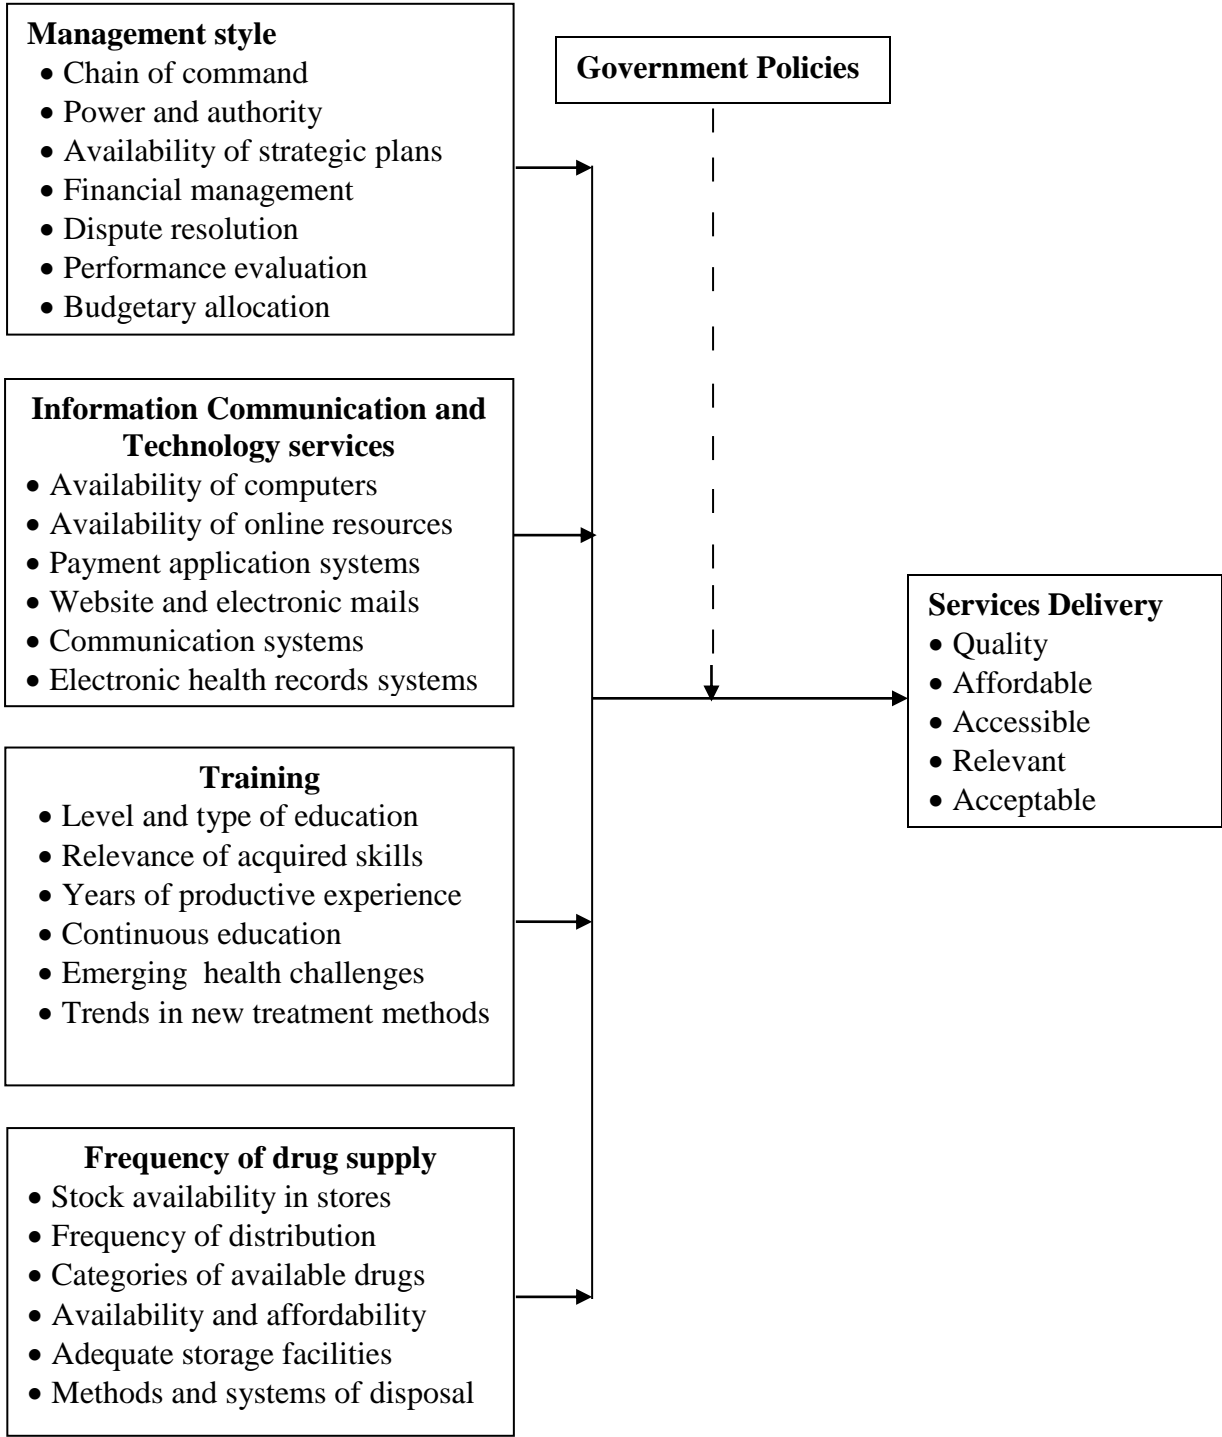 Management style
• Chain of command
• Power and authority
• Availability of strategic plans
• Financial management
• Dispute resolution
• Performance evaluation
• Budgetary allocation
Government Policies
Information Communication and
Technology services
• Availability of computers
• Availability of online resources
• Payment application systems
• Website and electronic mails
• Communication systems
• Electronic health records systems
Services Delivery
• Quality
• Affordable
• Accessible
• Relevant
• Acceptable
Training
• Level and type of education
• Relevance of acquired skills
• Years of productive experience
• Continuous education
• Emerging  health challenges
• Trends in new treatment methods
Frequency of drug supply
• Stock availability in stores
• Frequency of distribution
• Categories of available drugs
• Availability and affordability
• Adequate storage facilities
• Methods and systems of disposal